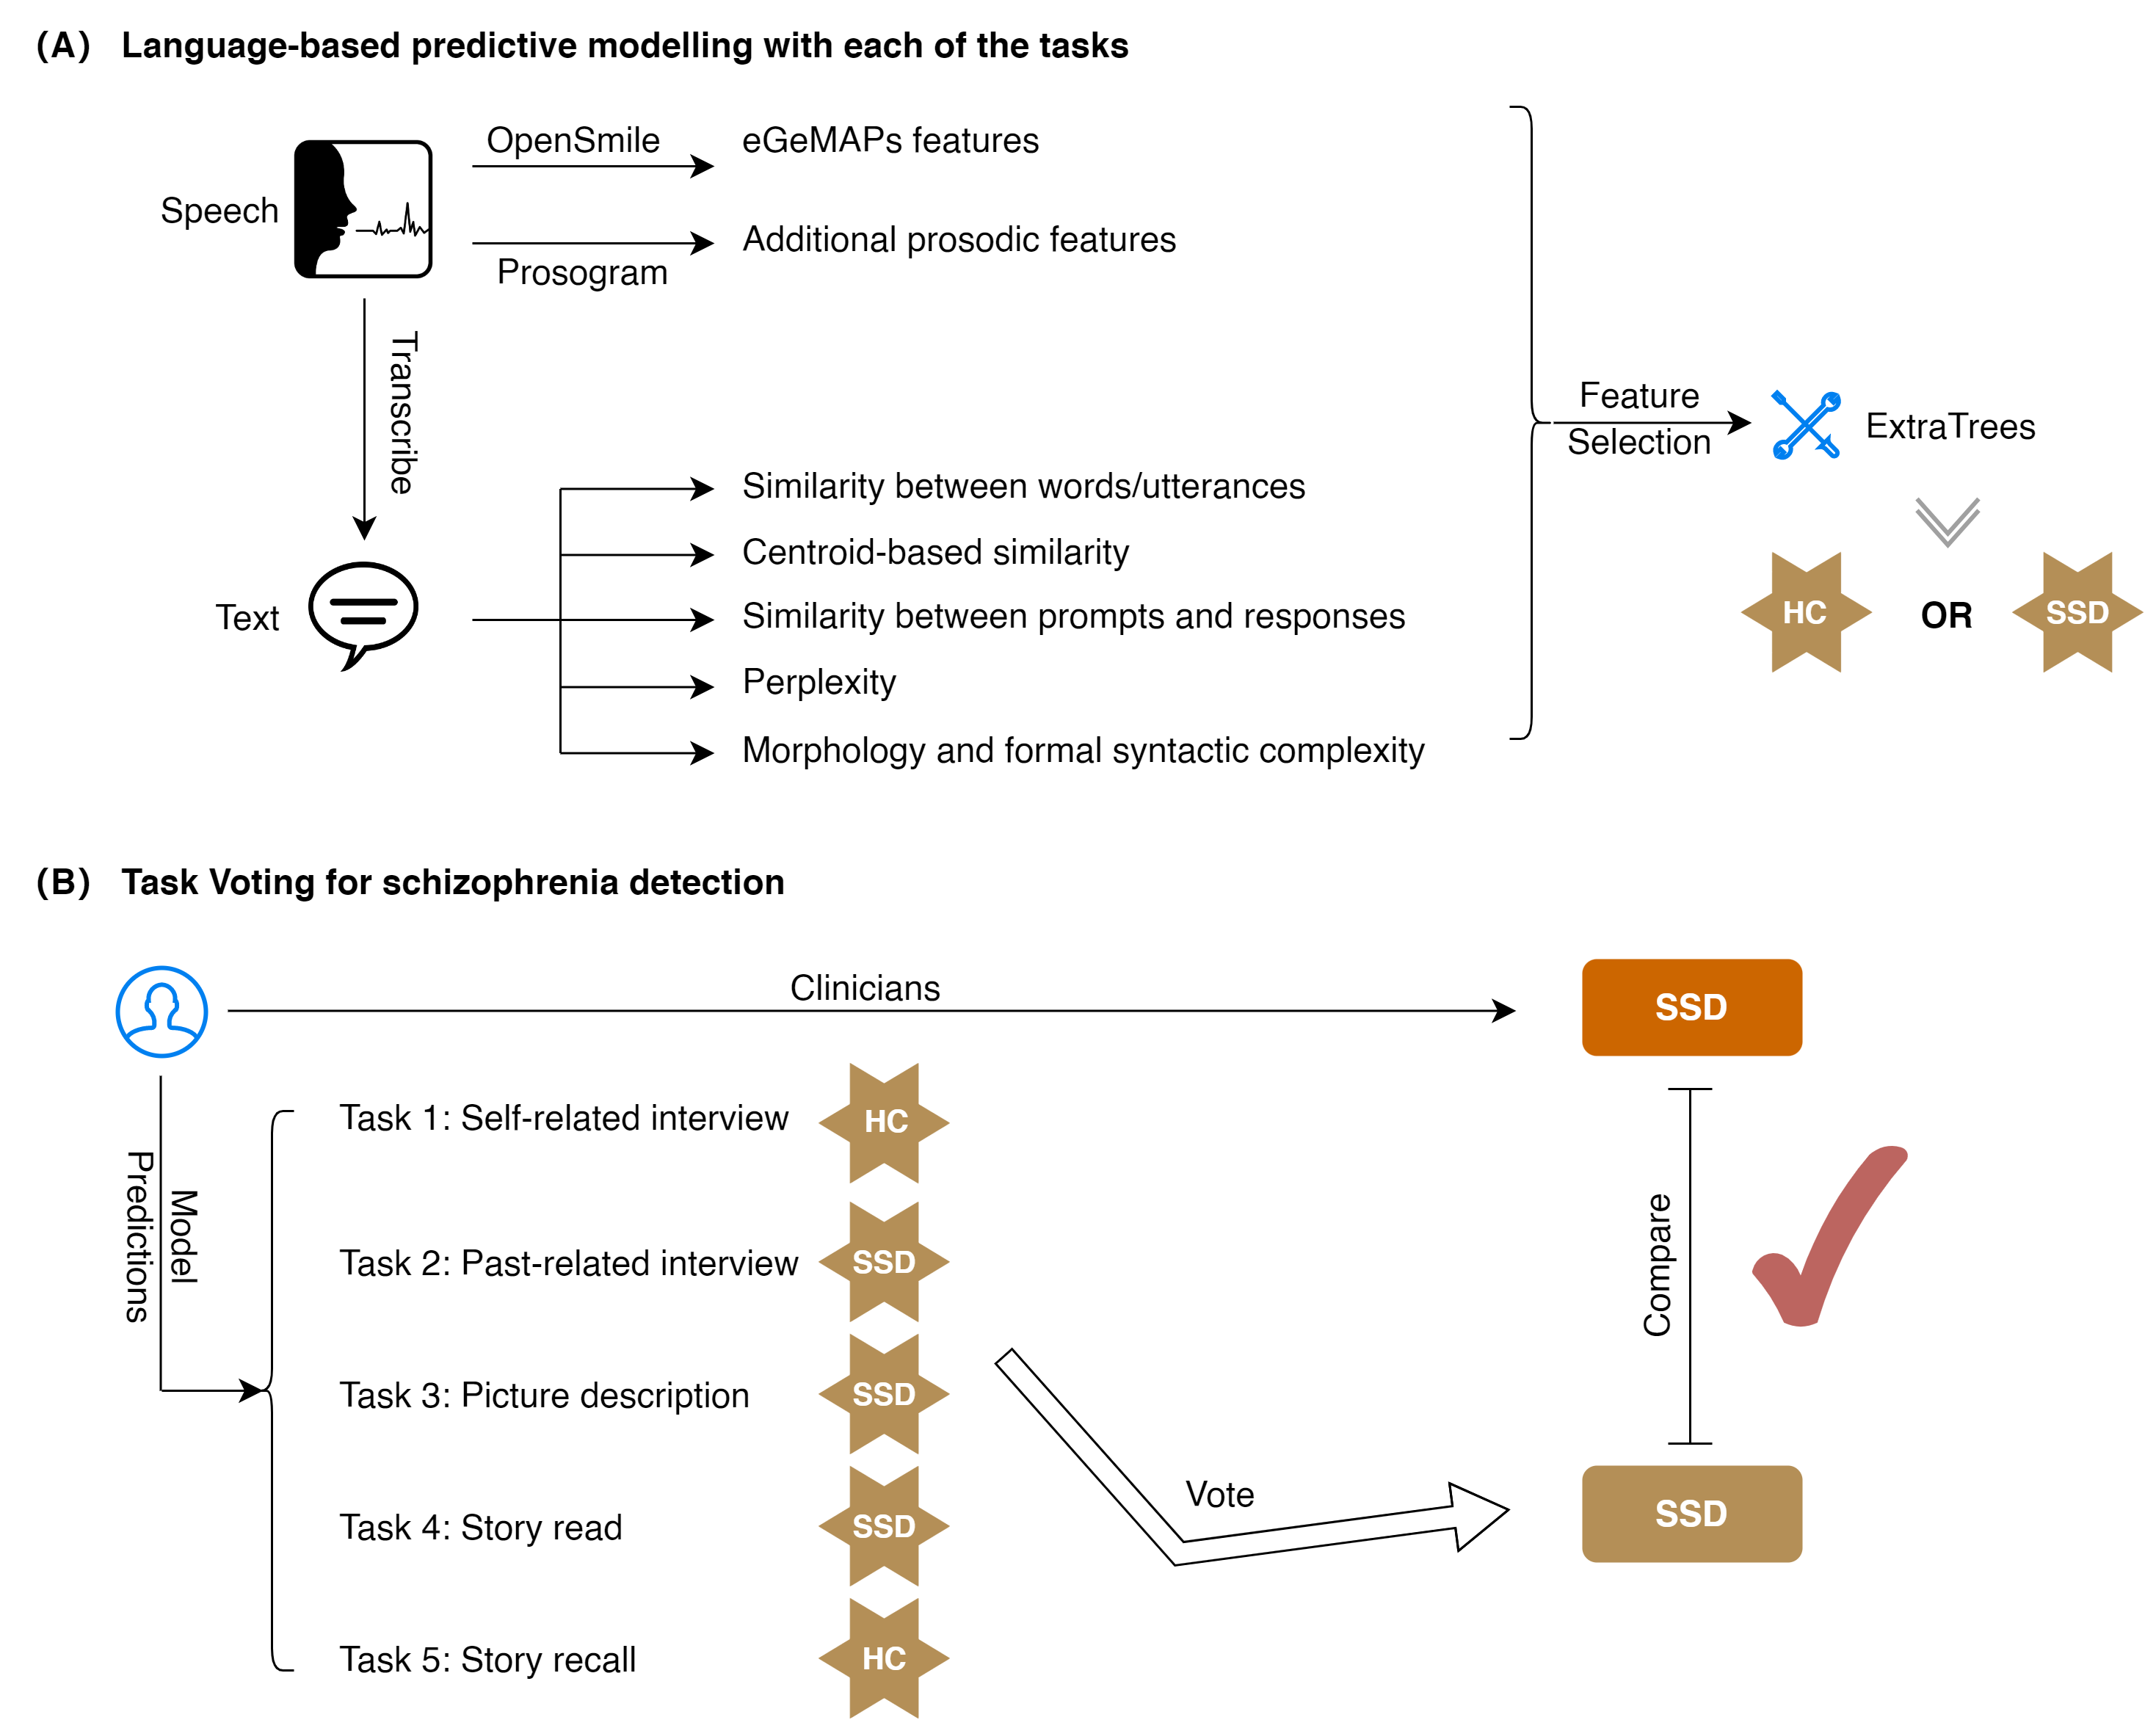 (A) Language-based predictive modelling with each of the tasks
Speech
OpenSmile
eGeMAPs features
Prosogram
Additional prosodic features
Transcribe
Text
Similarity between words/utterances
Centroid-based similarity
Similarity between prompts and responses
Perplexity
Morphology and formal syntactic complexity
Feature
Selection
ExtraTrees
HC
OR
SSD
(B) Task Voting for schizophrenia detection
Clinicians
SSD
Model
Predictions
Task 1: Self-related interview
HC
Task 2: Past-related interview
SSD
Task 3: Picture description
SSD
Task 4: Story read
SSD
Task 5: Story recall
HC
Vote
Compare
SSD